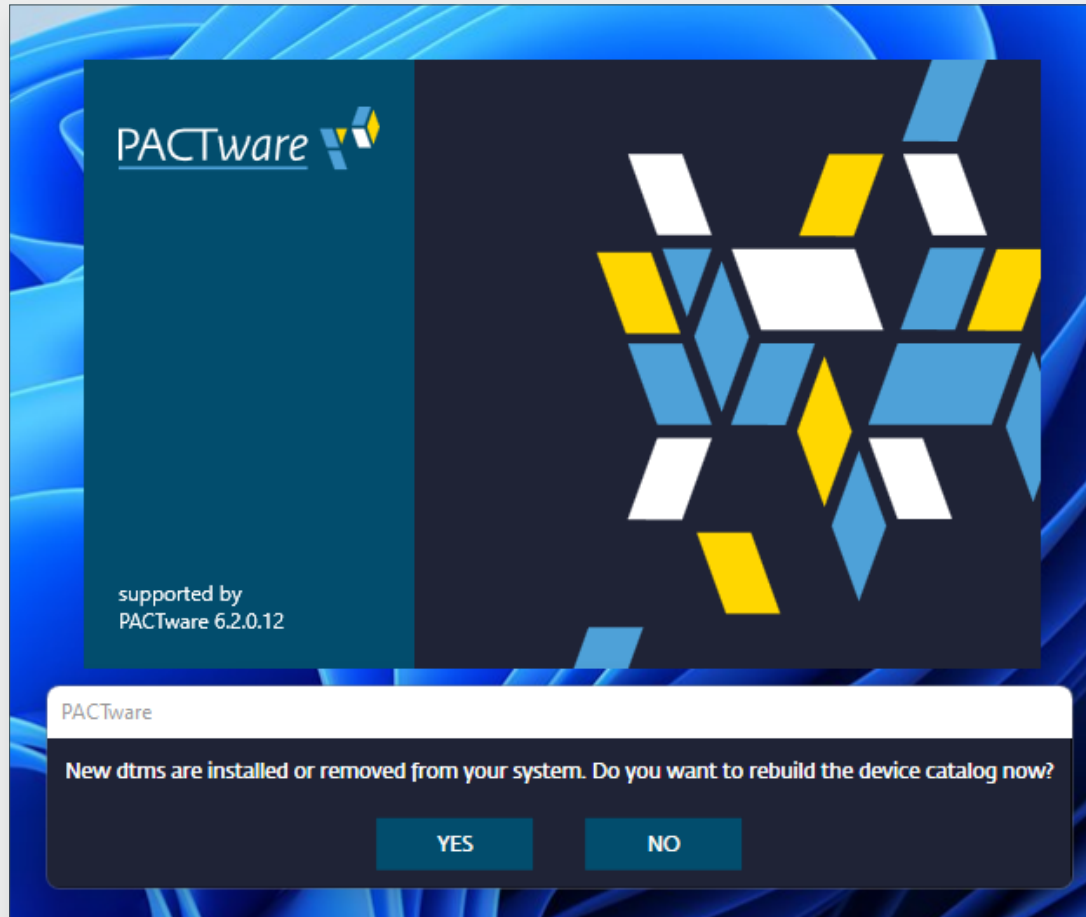 PACTware
supported by
PACTware 6.2.0.12
PACTware
New dtms are installed or removed from your system. Do you want to rebuild the device catalog now?
YES
NO